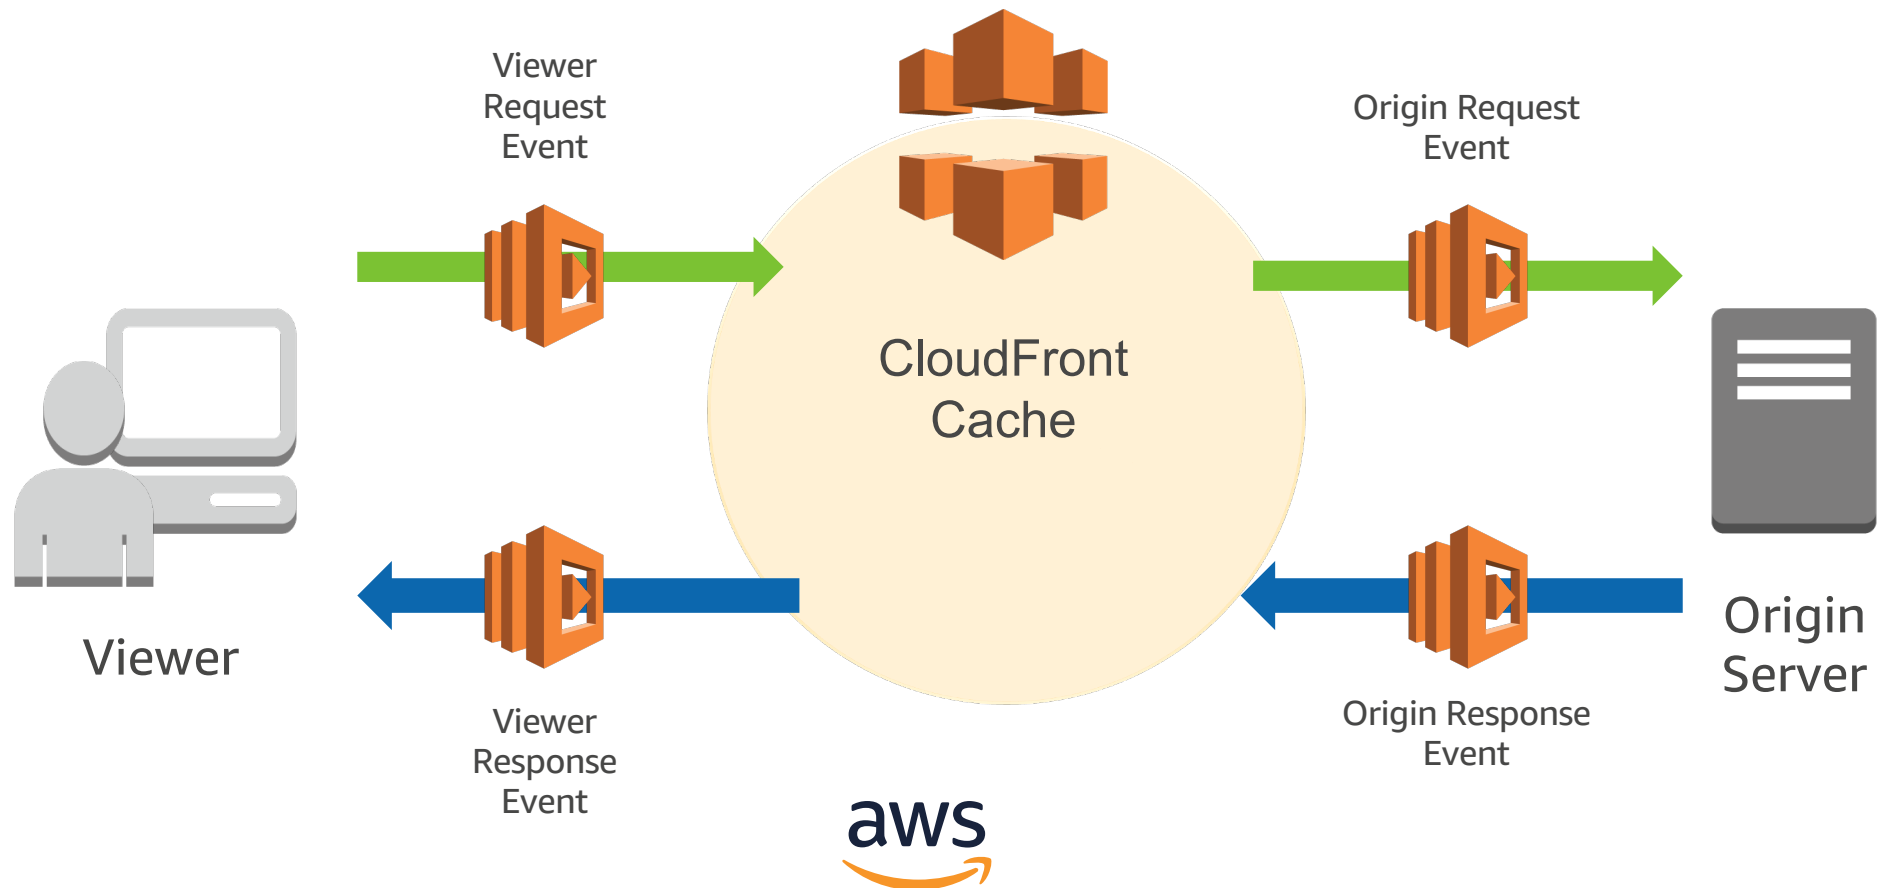 Viewer
Request
Event
Origin Request
Event
CloudFront
Cache
Viewer
Origin
Server
Viewer
Response
Event
Origin Response
Event
aws